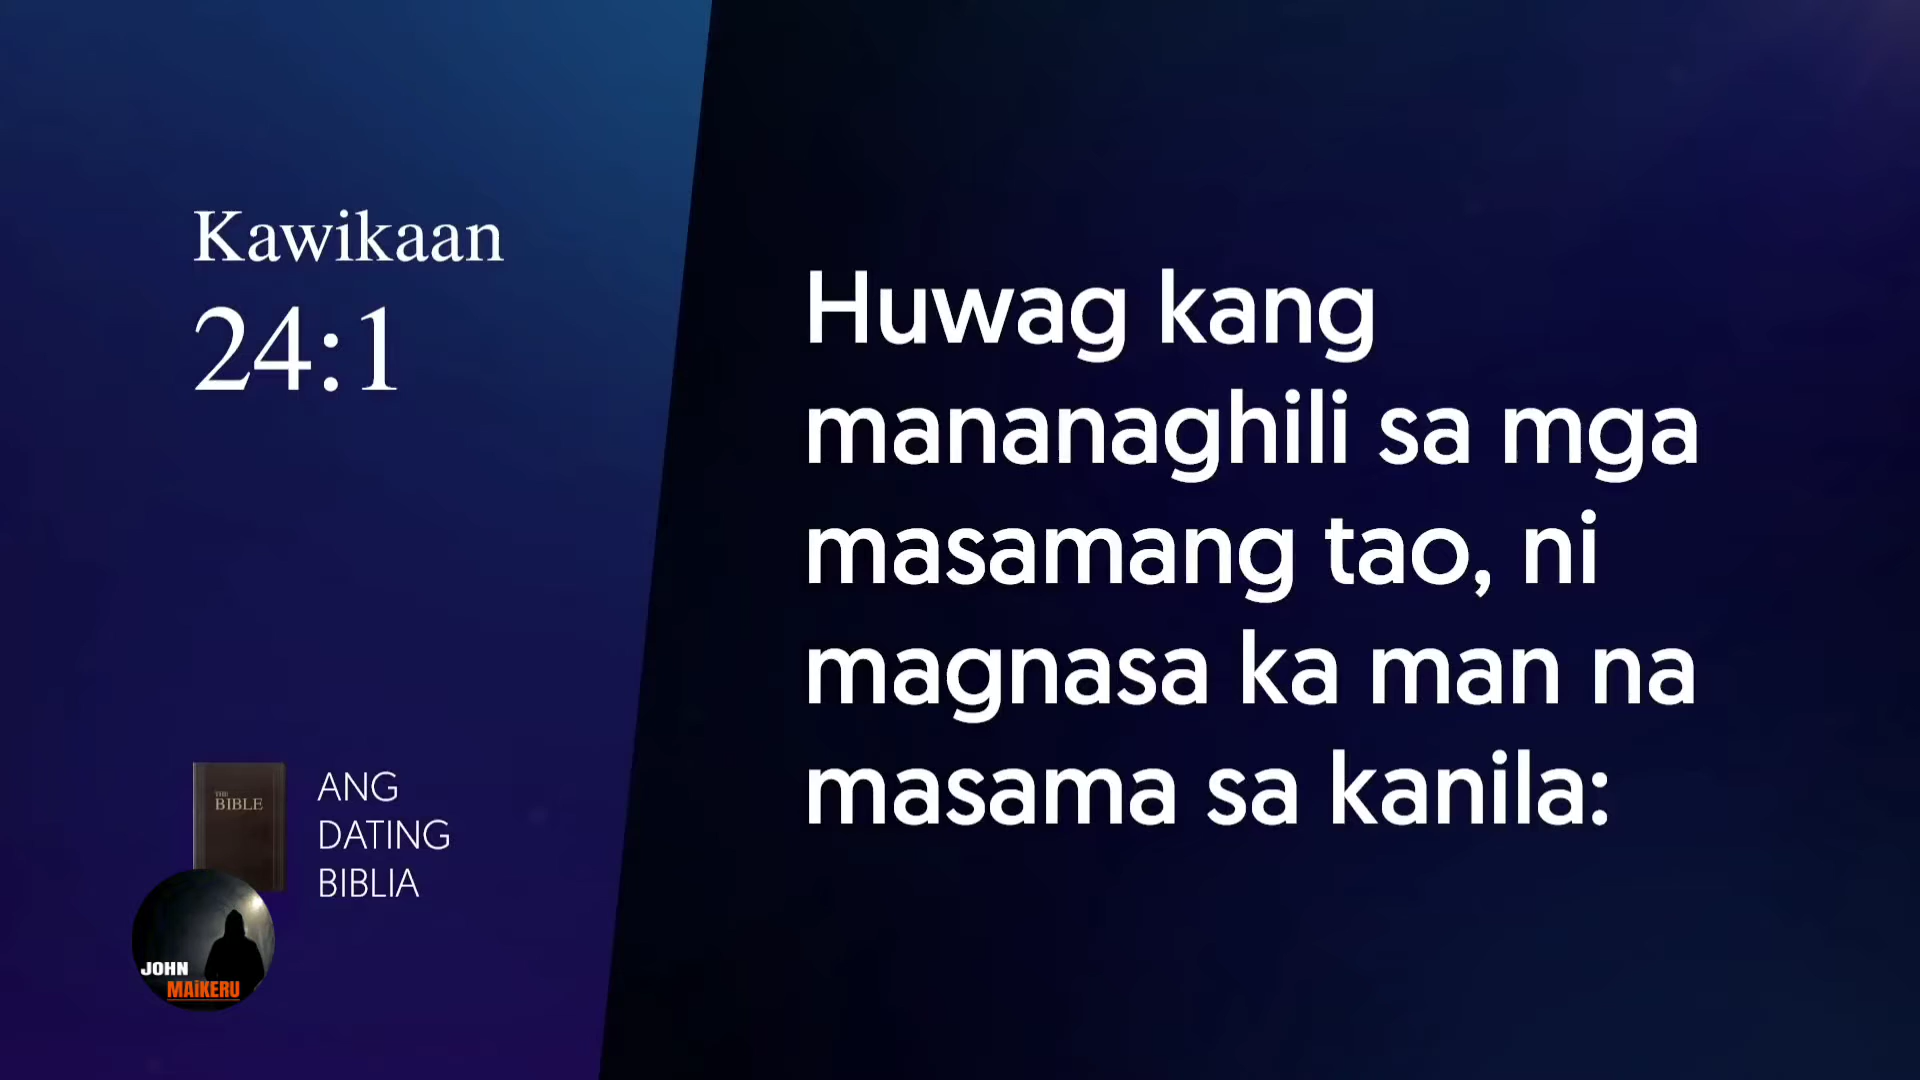 Kawikaan
24:1
Huwag kang
mananaghili sa mga
masamang tao, ni
magnasa ka man na
masama sa kanila:
THE
BIBLE
ANG
DATING
BIBLIA
JOHN
MAiKERU